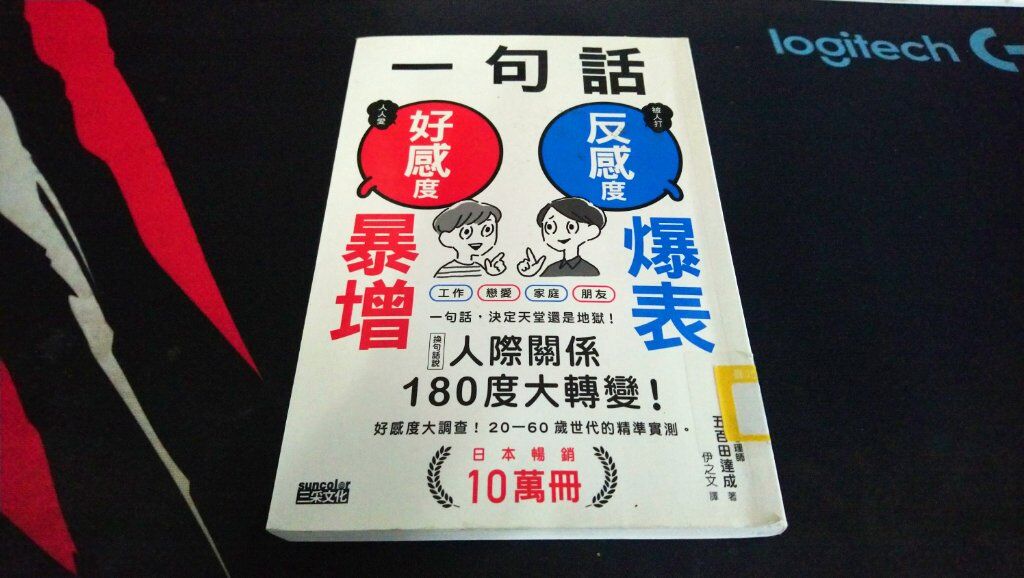 一句話
人人愛
好感度
暴增
被人打
反感度
爆表
工作 戀愛 家庭 朋友
一句話，決定天堂還是地獄！
換句話說
人際關係
180度大轉變！
好感度大調查！20－60歲世代的精準實測。
日本暢銷
10萬冊
suncolor
三采文化
理師
五百田達成 著
伊之文 譯
logitech G